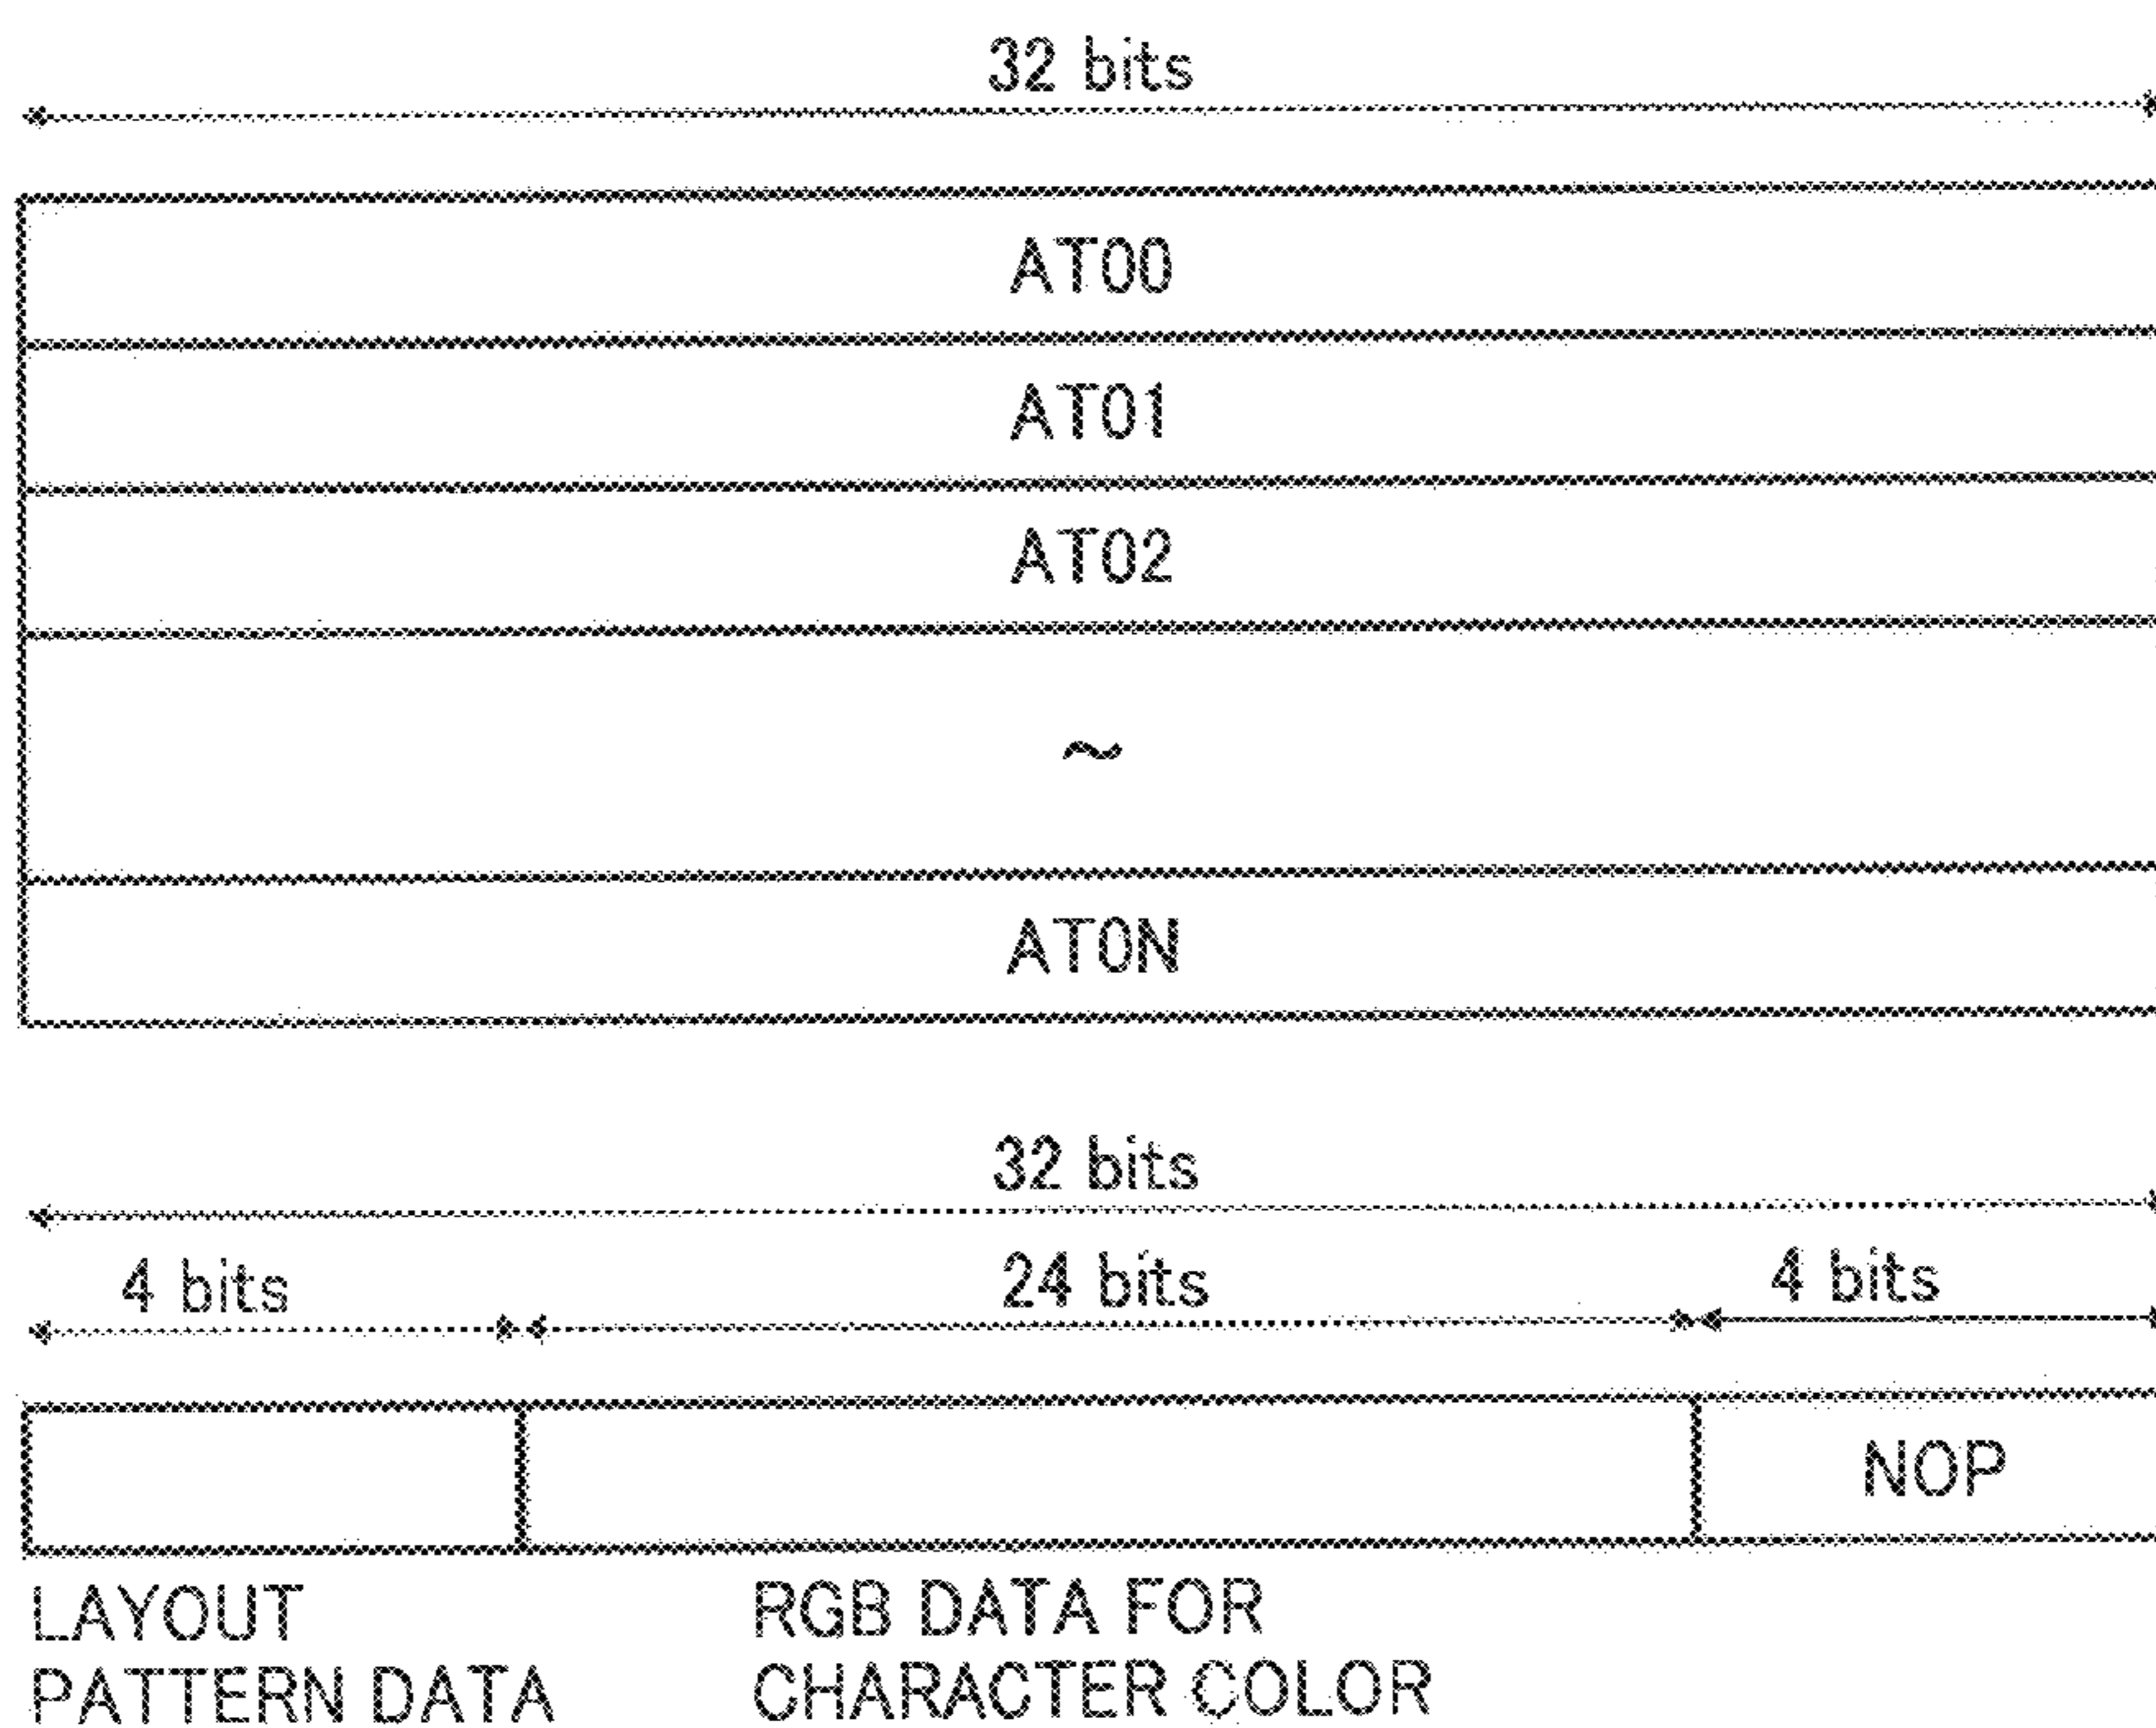 32 bits
AT00
AT01
AT02
~
AT0N
32 bits
4 bits 24 bits 4 bits
NOP
LAYOUT
PATTERN DATA
RGB DATA FOR
CHARACTER COLOR